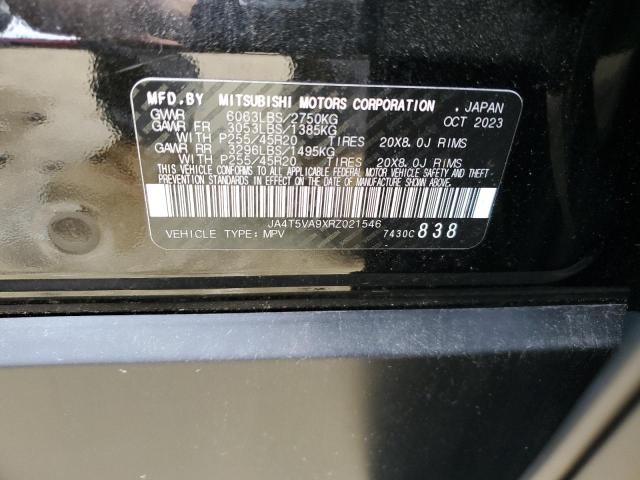 MFD.BY MITSUBISHI MOTORS CORPORATION , JAPAN
GVWR 6063LBS/2750KG OCT 2023
GAWR FR 3053LBS/1385KG
WITH P255/45R20 TIRES 20X8.0J RIMS
GAWR RR 3296LBS/1495KG
WITH P255/45R20 TIRES 20X8.0J RIMS
THIS VEHICLE CONFORMS TO ALL APPLICABLE FEDERAL MOTOR VEHICLE SAFETY AND THEFT
PREVENTION STANDARDS IN EFFECT ON THE DATE OF MANUFACTURE SHOWN ABOVE.
JA4T5VA9XRZ021546
VEHICLE TYPE: MPV 7430C 838